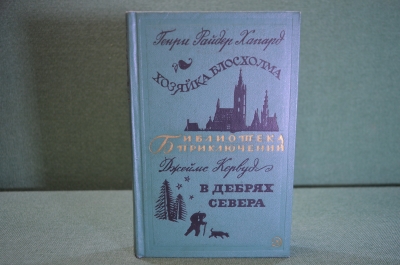 Генри Райдер Хаггард
ХОЗЯЙКА БЛОСХОЛМА
БИБЛИОТЕКА
ПРИКЛЮЧЕНИЙ
Джеймс Кервуд
В ДЕБРЯХ
СЕВЕРА